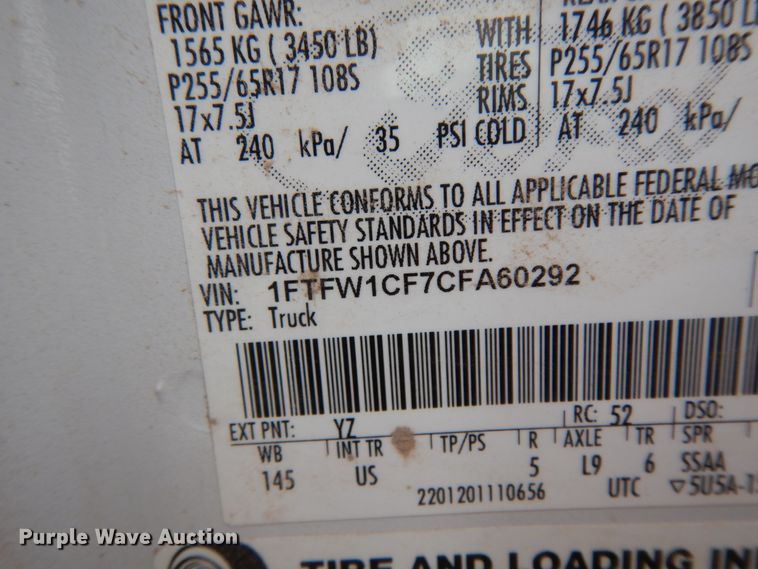 FRONT GAWR:
1565 KG ( 3450 LB) WITH 1746 KG ( 3850
P255/65R17 108S TIRES P255/65R17 108S
17x7.5J RIMS 17x7.5J
AT 240 kPa/ 35 PSI COLD AT 240 kPa/
THIS VEHICLE CONFORMS TO ALL APPLICABLE FEDERAL
VEHICLE SAFETY STANDARDS IN EFFECT ON THE DATE OF
MANUFACTURE SHOWN ABOVE.
VIN: 1FTFW1CF7CFA60292
TYPE: Truck
EXT PNT: YZ RC: 52 DSO:
WB INT TR TP/PS R AXLE TR SPR
145 US 5 L9 6 SSAA
2201201110656 UTC ▽5U5A-
Purple Wave Auction
TIRE AND LOADING